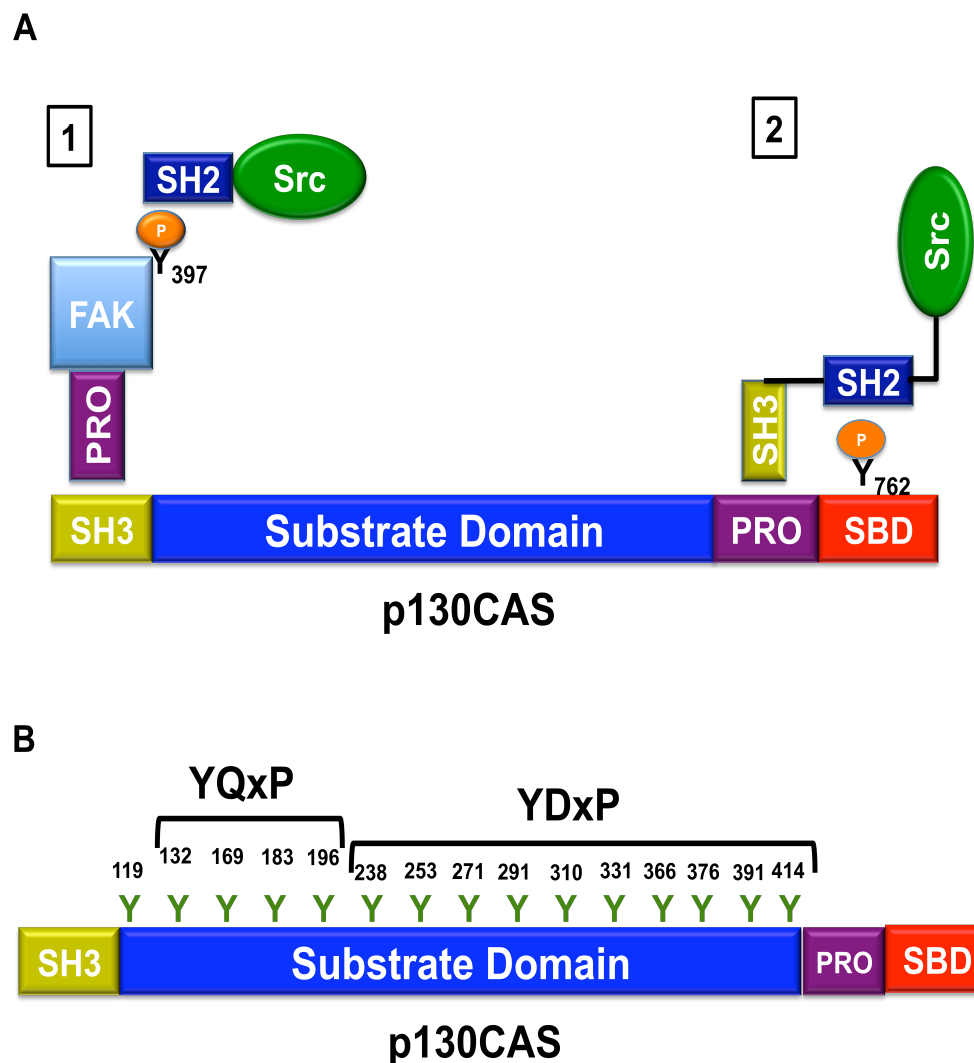 A
1
2
SH2 Src
Src
P
Y397
FAK
SH2
PRO
SH3
P
Y762
SH3 Substrate Domain PRO SBD
p130CAS
B
YQxP
YDxP
119 132 169 183 196 238 253 271 291 310 331 366 376 391 414
Y Y Y Y Y Y Y Y Y Y Y Y Y Y Y
SH3 Substrate Domain PRO SBD
p130CAS